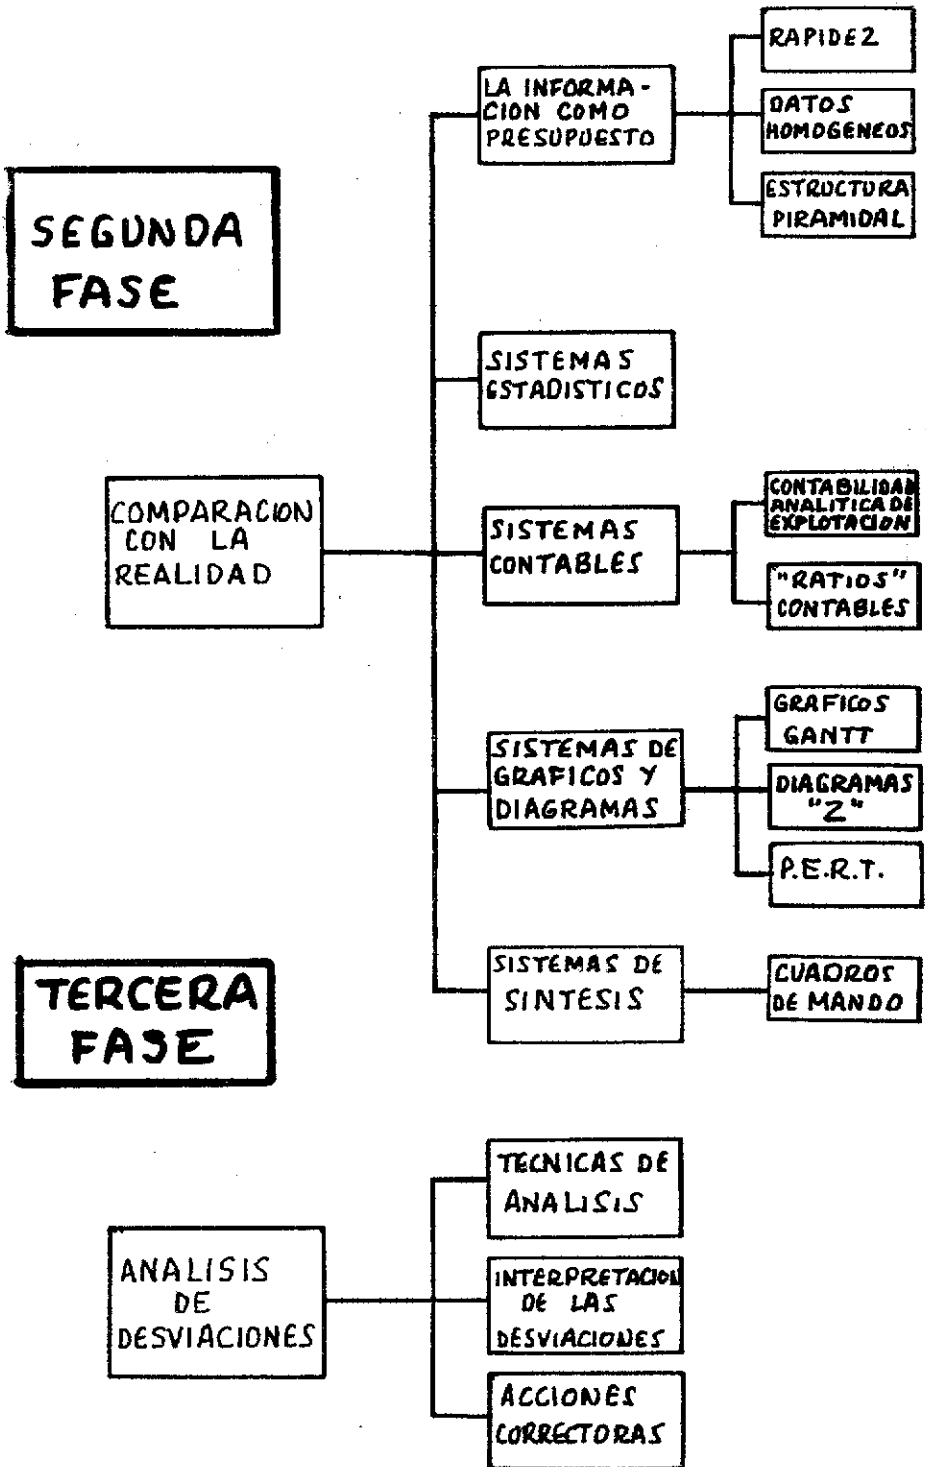 SEGUNDA
FASE
COMPARACION
CON LA
REALIDAD
LA INFORMA-
CION COMO
PRESUPUESTO
RAPIDEZ
DATOS
HOMOGENEOS
ESTRUCTURA
PIRAMIDAL
SISTEMAS
ESTADISTICOS
SISTEMAS
CONTABLES
CONTABILIDAD
ANALITICA DE
EXPLOTACION
"RATIOS"
CONTABLES
SISTEMAS DE
GRAFICOS Y
DIAGRAMAS
GRAFICOS
GANTT
DIAGRAMAS
"Z"
P.E.R.T.
SISTEMAS DE
SINTESIS
CUADROS
DE MANDO
TERCERA
FASE
ANALISIS
DE
DESVIACIONES
TECNICAS DE
ANALISIS
INTERPRETACION
DE LAS
DESVIACIONES
ACCIONES
CORRECTORAS